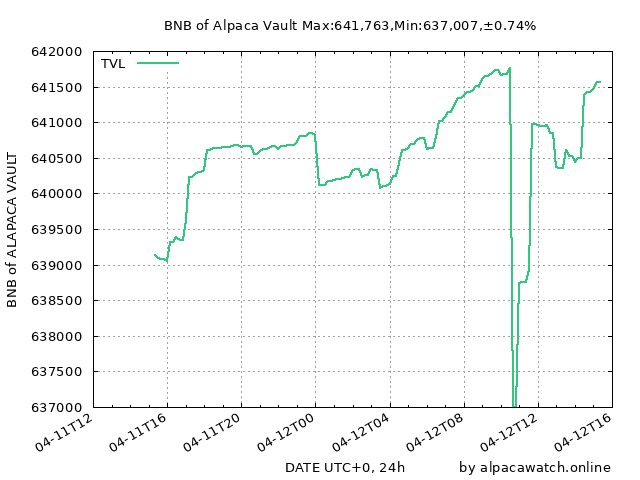 BNB of Alpaca Vault Max:641,763,Min:637,007,±0.74%
TVL
642000
641500
641000
640500
640000
639500
639000
638500
638000
637500
637000
BNB of ALAPACA VAULT
04-11T12
04-11T16
04-11T20
04-12T00
04-12T04
04-12T08
04-12T12
04-12T16
DATE UTC+0, 24h
by alpacawatch.online